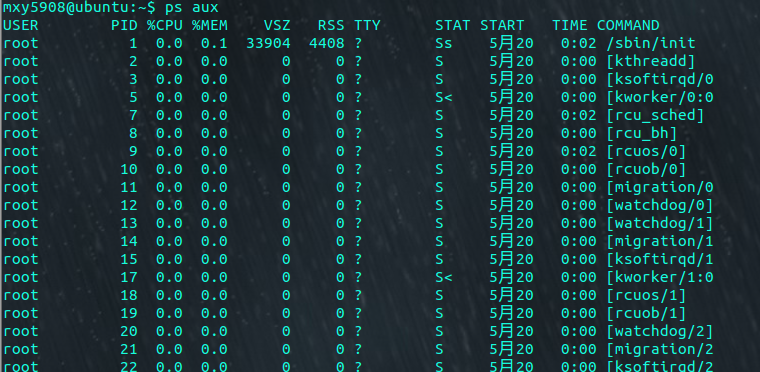 mxy5908@ubuntu:~$ ps aux
USER PID %CPU %MEM VSZ RSS TTY STAT START TIME COMMAND
root 1 0.0 0.1 33904 4408 ? Ss 5月20 0:02 /sbin/init
root 2 0.0 0.0 0 0 ? S 5月20 0:00 [kthreadd]
root 3 0.0 0.0 0 0 ? S 5月20 0:00 [ksoftirqd/0
root 5 0.0 0.0 0 0 ? S< 5月20 0:00 [kworker/0:0
root 7 0.0 0.0 0 0 ? S 5月20 0:02 [rcu_sched]
root 8 0.0 0.0 0 0 ? S 5月20 0:00 [rcu_bh]
root 9 0.0 0.0 0 0 ? S 5月20 0:02 [rcuos/0]
root 10 0.0 0.0 0 0 ? S 5月20 0:00 [rcuob/0]
root 11 0.0 0.0 0 0 ? S 5月20 0:00 [migration/0
root 12 0.0 0.0 0 0 ? S 5月20 0:00 [watchdog/0]
root 13 0.0 0.0 0 0 ? S 5月20 0:00 [watchdog/1]
root 14 0.0 0.0 0 0 ? S 5月20 0:00 [migration/1
root 15 0.0 0.0 0 0 ? S 5月20 0:00 [ksoftirqd/1
root 17 0.0 0.0 0 0 ? S< 5月20 0:00 [kworker/1:0
root 18 0.0 0.0 0 0 ? S 5月20 0:00 [rcuos/1]
root 19 0.0 0.0 0 0 ? S 5月20 0:00 [rcuob/1]
root 20 0.0 0.0 0 0 ? S 5月20 0:00 [watchdog/2]
root 21 0.0 0.0 0 0 ? S 5月20 0:00 [migration/2
root 22 0.0 0.0 0 0 ? S 5月20 0:00 [ksoftirqd/2